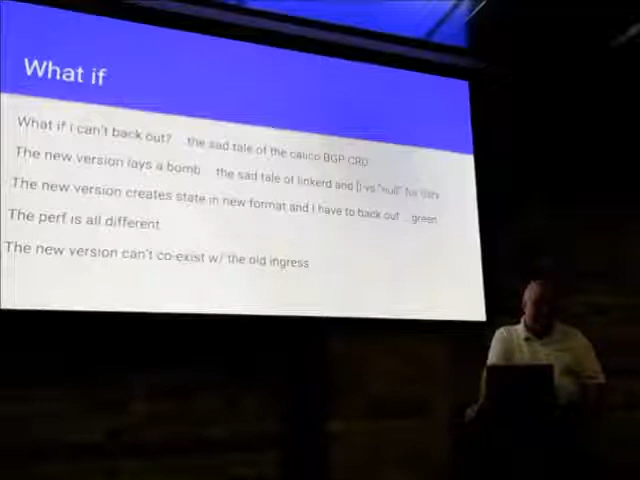 What if
What if I can't back out? ... the sad tale of the calico BGP CRD
The new version lays a bomb ... the sad tale of linkerd and [] vs "null" for
The new version creates state in new format and I have to back out ... green
The perf is all different
The new version can't co-exist w/ the old ingress